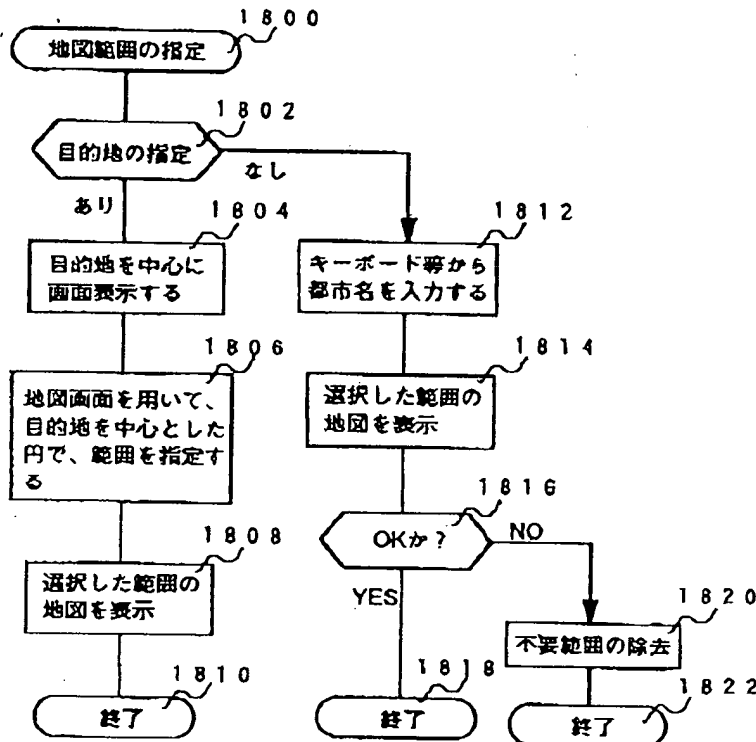 1800
地図範囲の指定
1802
目的地の指定
なし
あり
1804
目的地を中心に
画面表示する
1806
地図画面を用いて、
目的地を中心とした
円で、範囲を指定す
る
1808
選択した範囲の
地図を表示
1810
終了
1812
キーボード等から
都市名を入力する
1814
選択した範囲の
地図を表示
1816
OKか?
NO
YES
1818
終了
1820
不要範囲の除去
1822
終了